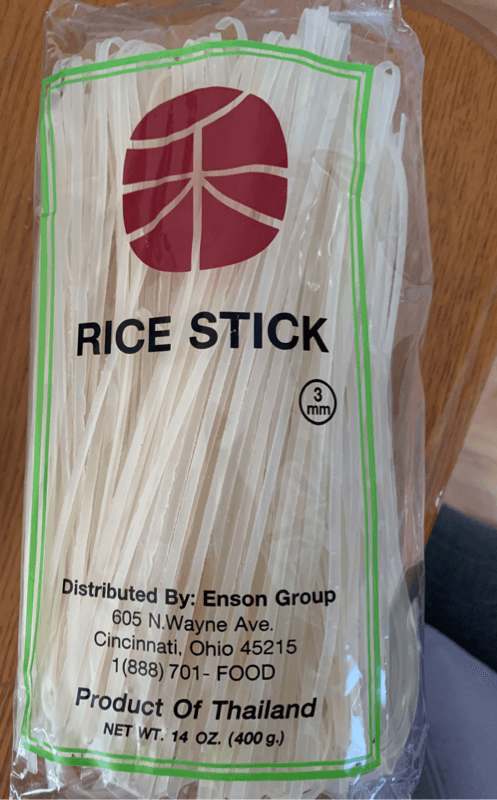 禾
RICE STICK
3
mm
Distributed By: Enson Group
605 N.Wayne Ave.
Cincinnati, Ohio 45215
1(888) 701- FOOD
Product Of Thailand
NET WT. 14 OZ. (400 g.)